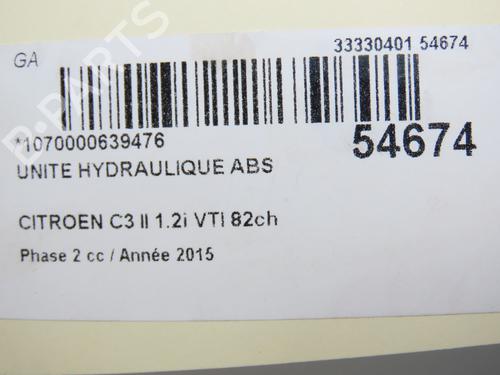 B-PARTS
GA
33330401 54674
*1070000639476
54674
UNITE HYDRAULIQUE ABS
CITROEN C3 II 1.2i VTI 82ch
Phase 2 cc / Année 2015